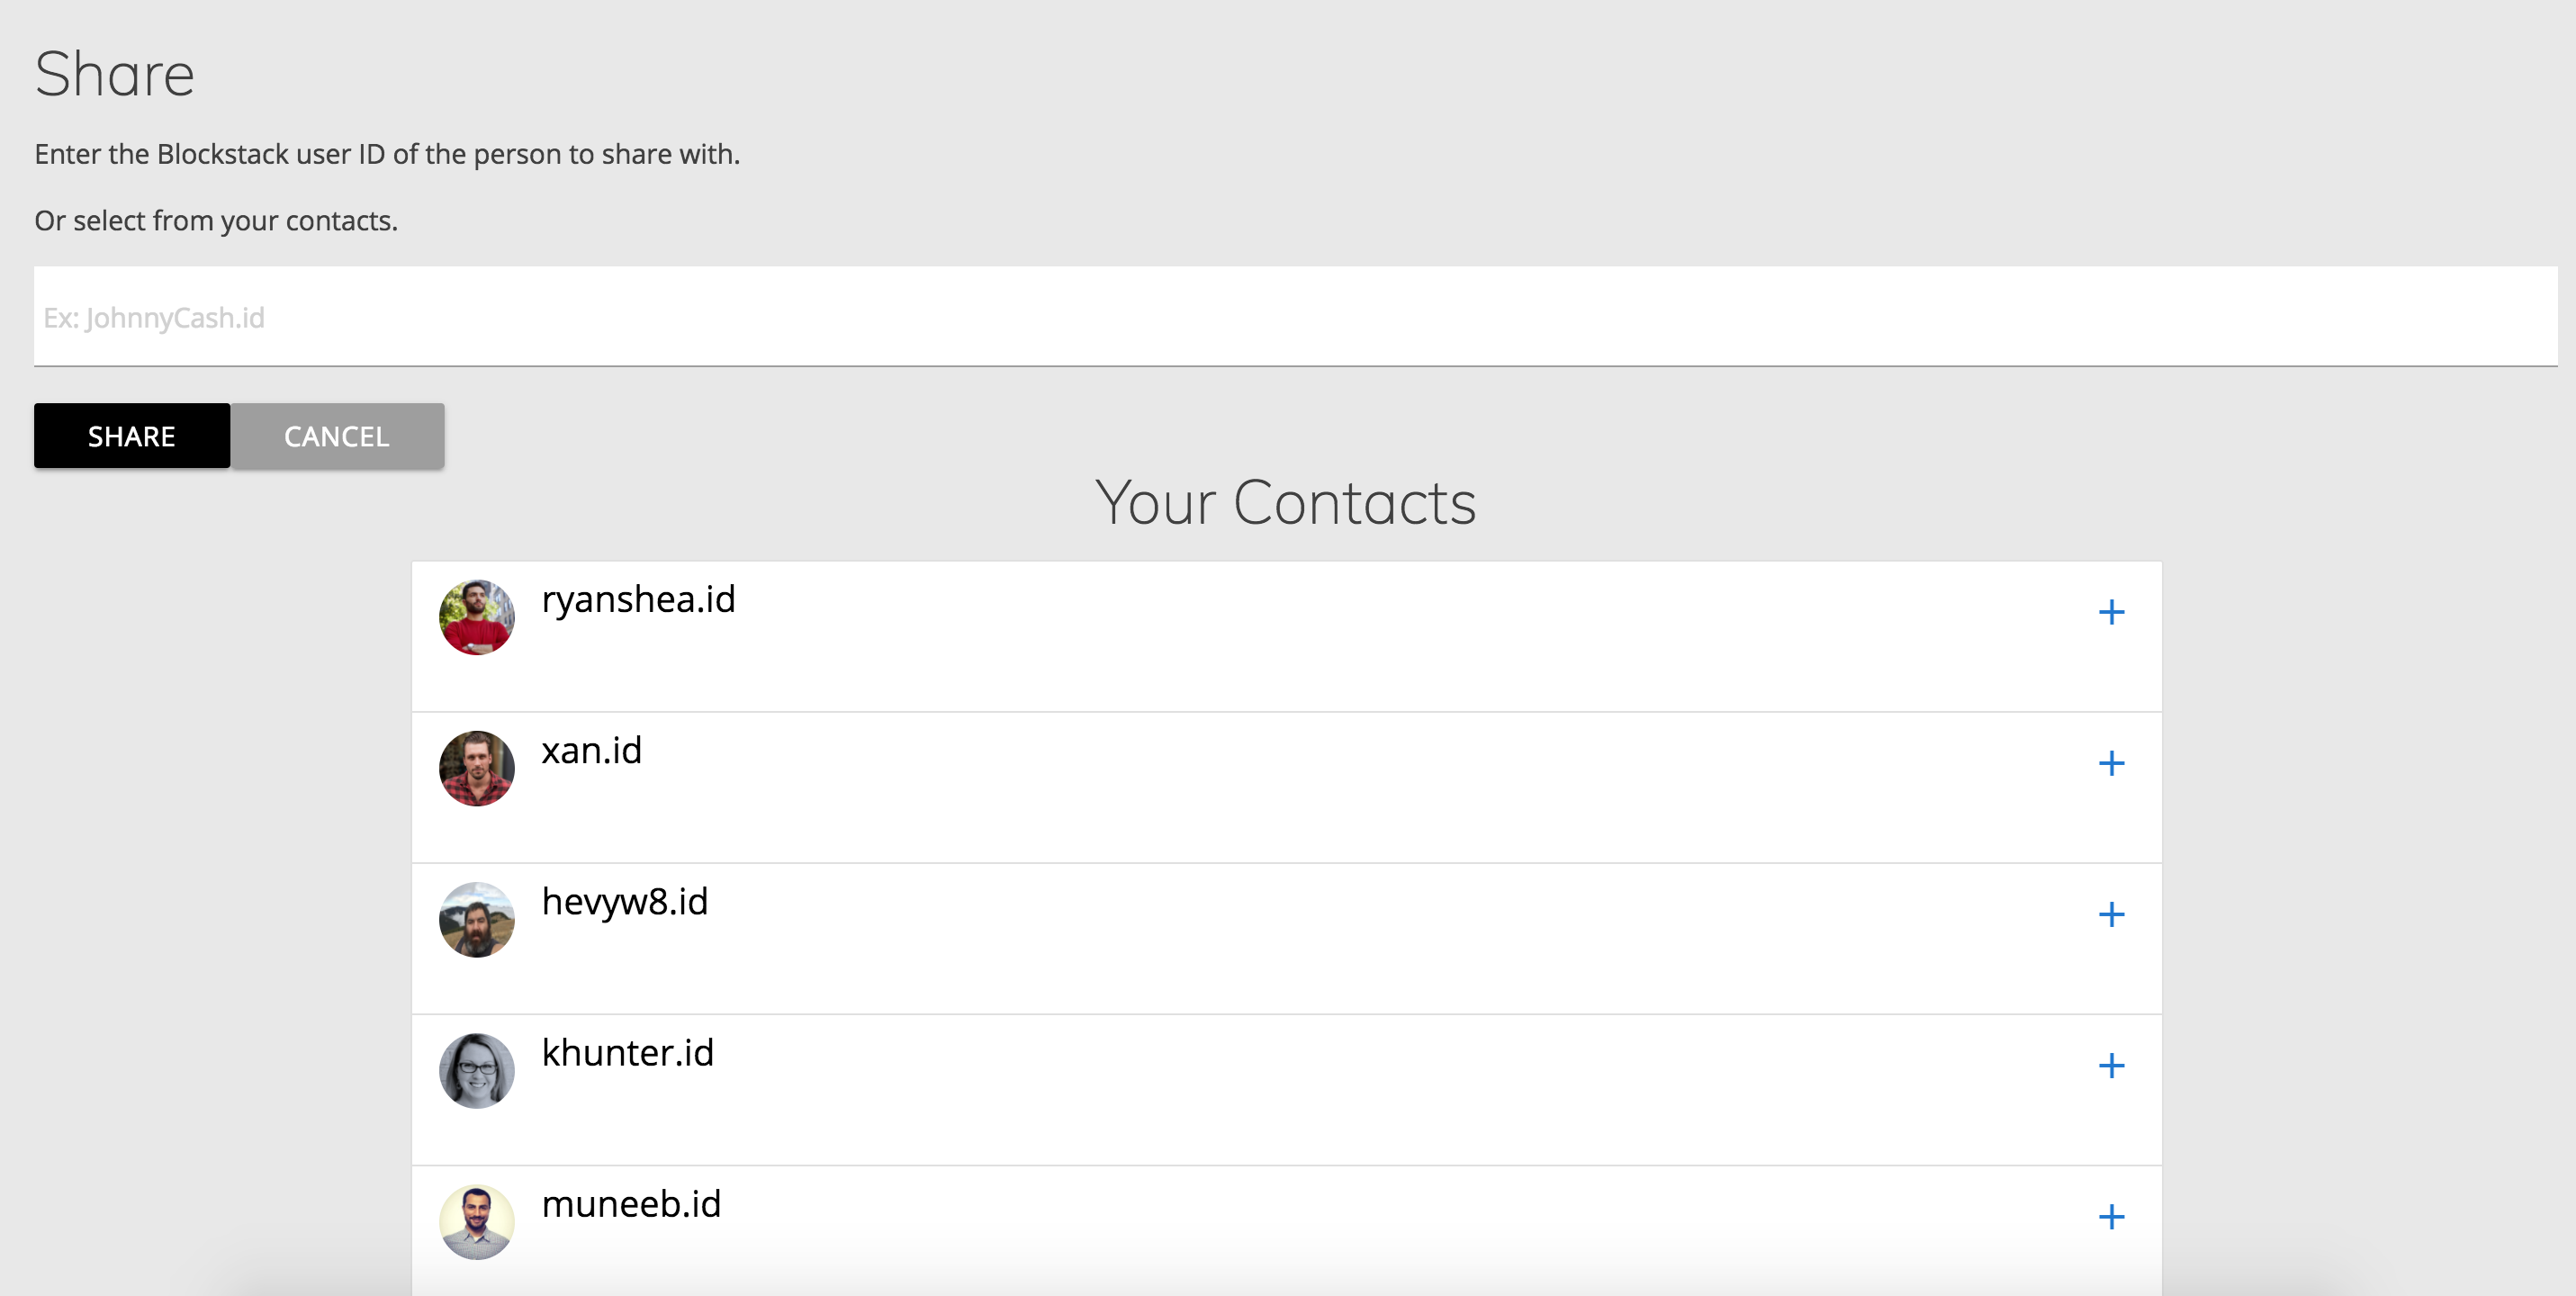 Share
Enter the Blockstack user ID of the person to share with.
Or select from your contacts.
Ex: JohnnyCash.id
SHARE CANCEL
Your Contacts
ryanshea.id
xan.id
hevyw8.id
khunter.id
muneeb.id